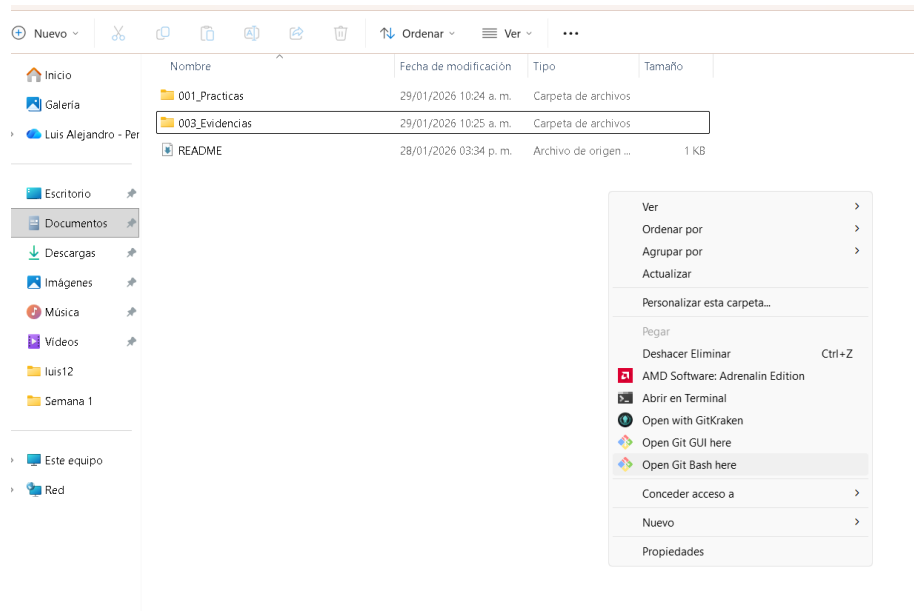 Nuevo
Ordenar
Ver
Inicio
Galería
Luis Alejandro - Per
Escritorio
Documentos
Descargas
Imágenes
Música
Vídeos
luis12
Semana 1
Este equipo
Red
Nombre Fecha de modificación Tipo Tamaño
001_Practicas 29/01/2026 10:24 a. m. Carpeta de archivos
003_Evidencias 29/01/2026 10:25 a. m. Carpeta de archivos
README 28/01/2026 03:34 p. m. Archivo de origen ... 1 KB
Ver
Ordenar por
Agrupar por
Actualizar
Personalizar esta carpeta...
Pegar
Deshacer Eliminar Ctrl+Z
AMD Software: Adrenalin Edition
Abrir en Terminal
Open with GitKraken
Open Git GUI here
Open Git Bash here
Conceder acceso a
Nuevo
Propiedades